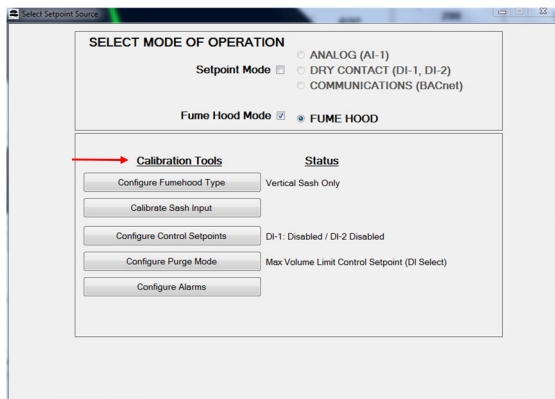 Select Setpoint Source
SELECT MODE OF OPERATION
Setpoint Mode
ANALOG (AI-1)
DRY CONTACT (DI-1, DI-2)
COMMUNICATIONS (BACnet)
Fume Hood Mode
FUME HOOD
Calibration Tools Status
Configure Fumehood Type Vertical Sash Only
Calibrate Sash Input
Configure Control Setpoints DI-1: Disabled / DI-2 Disabled
Configure Purge Mode Max Volume Limit Control Setpoint (DI Select)
Configure Alarms